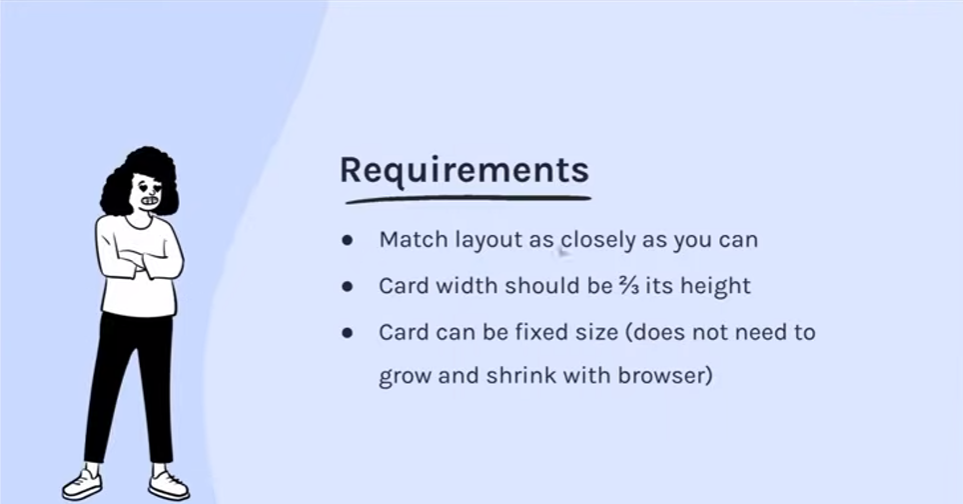 Requirements
● Match layout as closely as you can
● Card width should be ⅔ its height
● Card can be fixed size (does not need to
grow and shrink with browser)